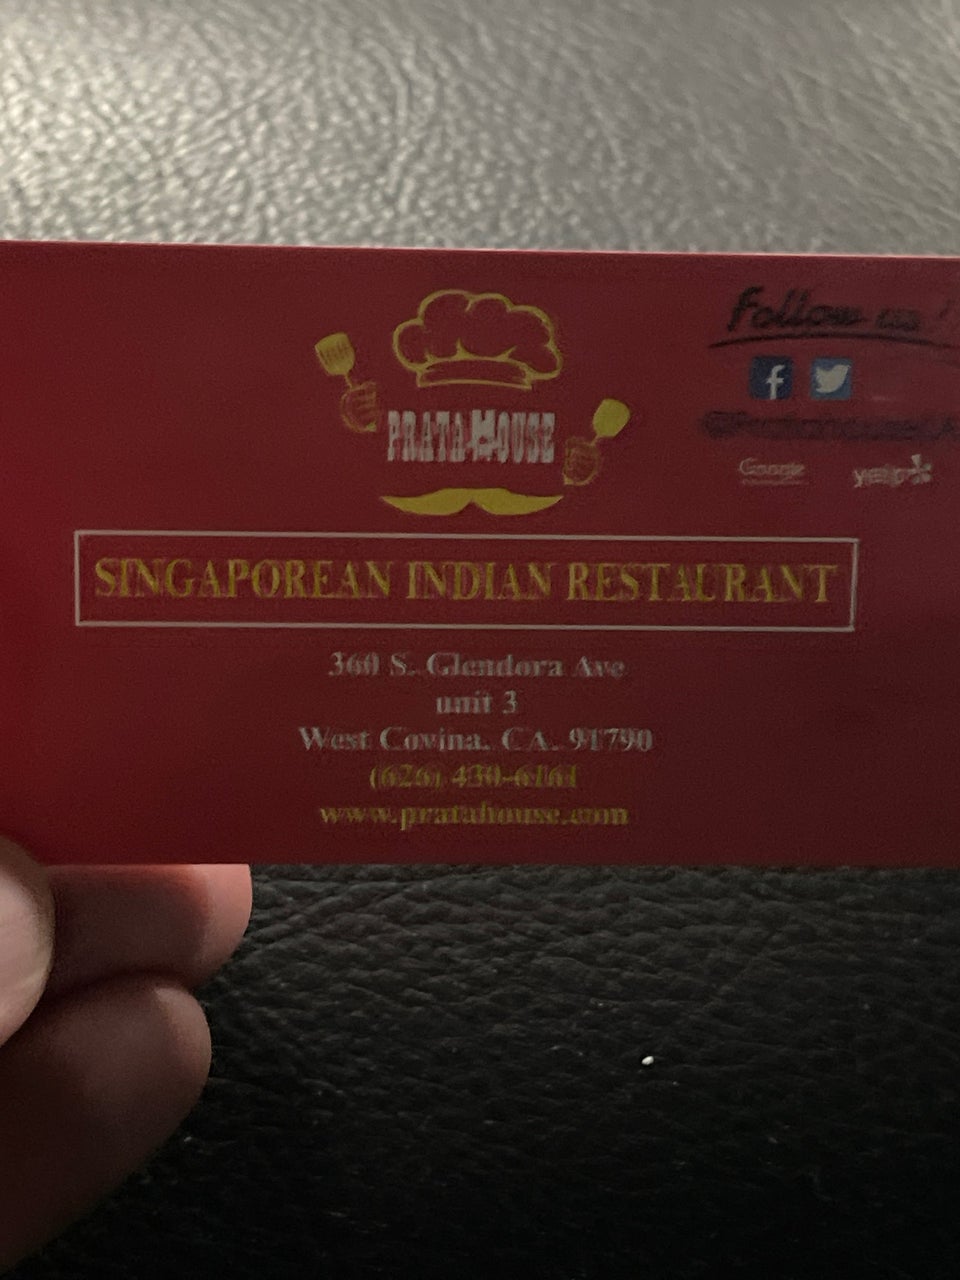 Follow us
PRATA HOUSE
Google
yelp
SINGAPOREAN INDIAN RESTAURANT
360 S. Glendora Ave
unit 3
West Covina, CA. 91790
(626) 430-6161
www.pratahouse.com